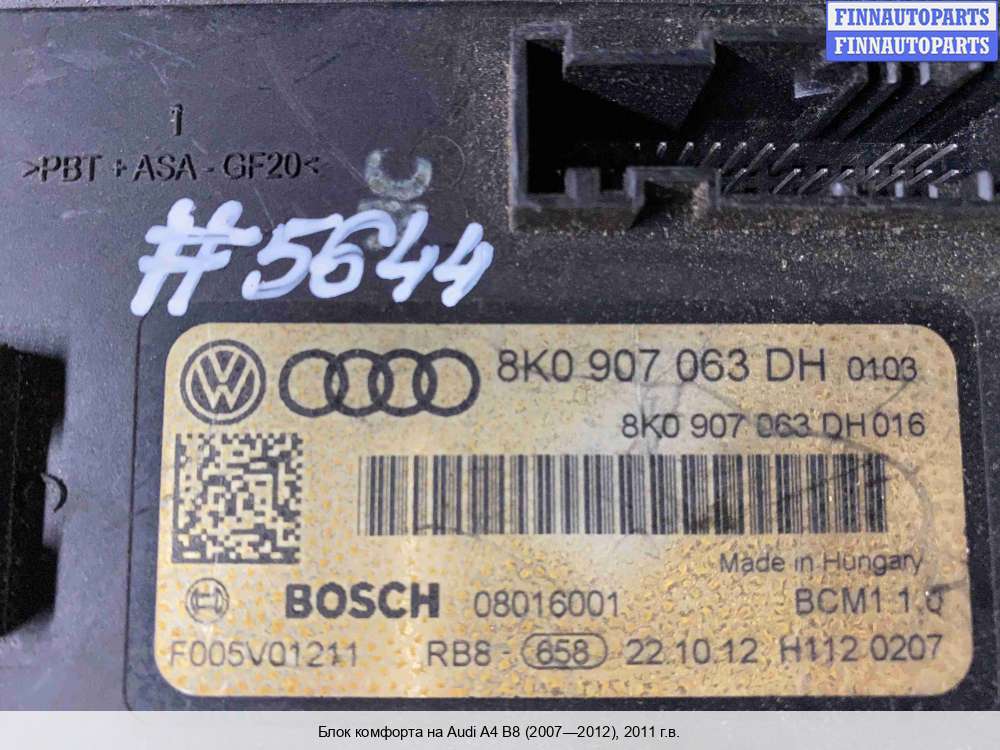 FINNAUTOPARTS
FINNAUTOPARTS
1
>PBT + ASA - GF20<
#5644
8K0 907 063 DH 0103
8K0 907 063 DH 016
Made in Hungary
BOSCH 08016001 BCM1 1.0
F005V01211 RB8 - 658 22.10.12 H112 0207
Блок комфорта на Audi A4 B8 (2007—2012), 2011 г.в.